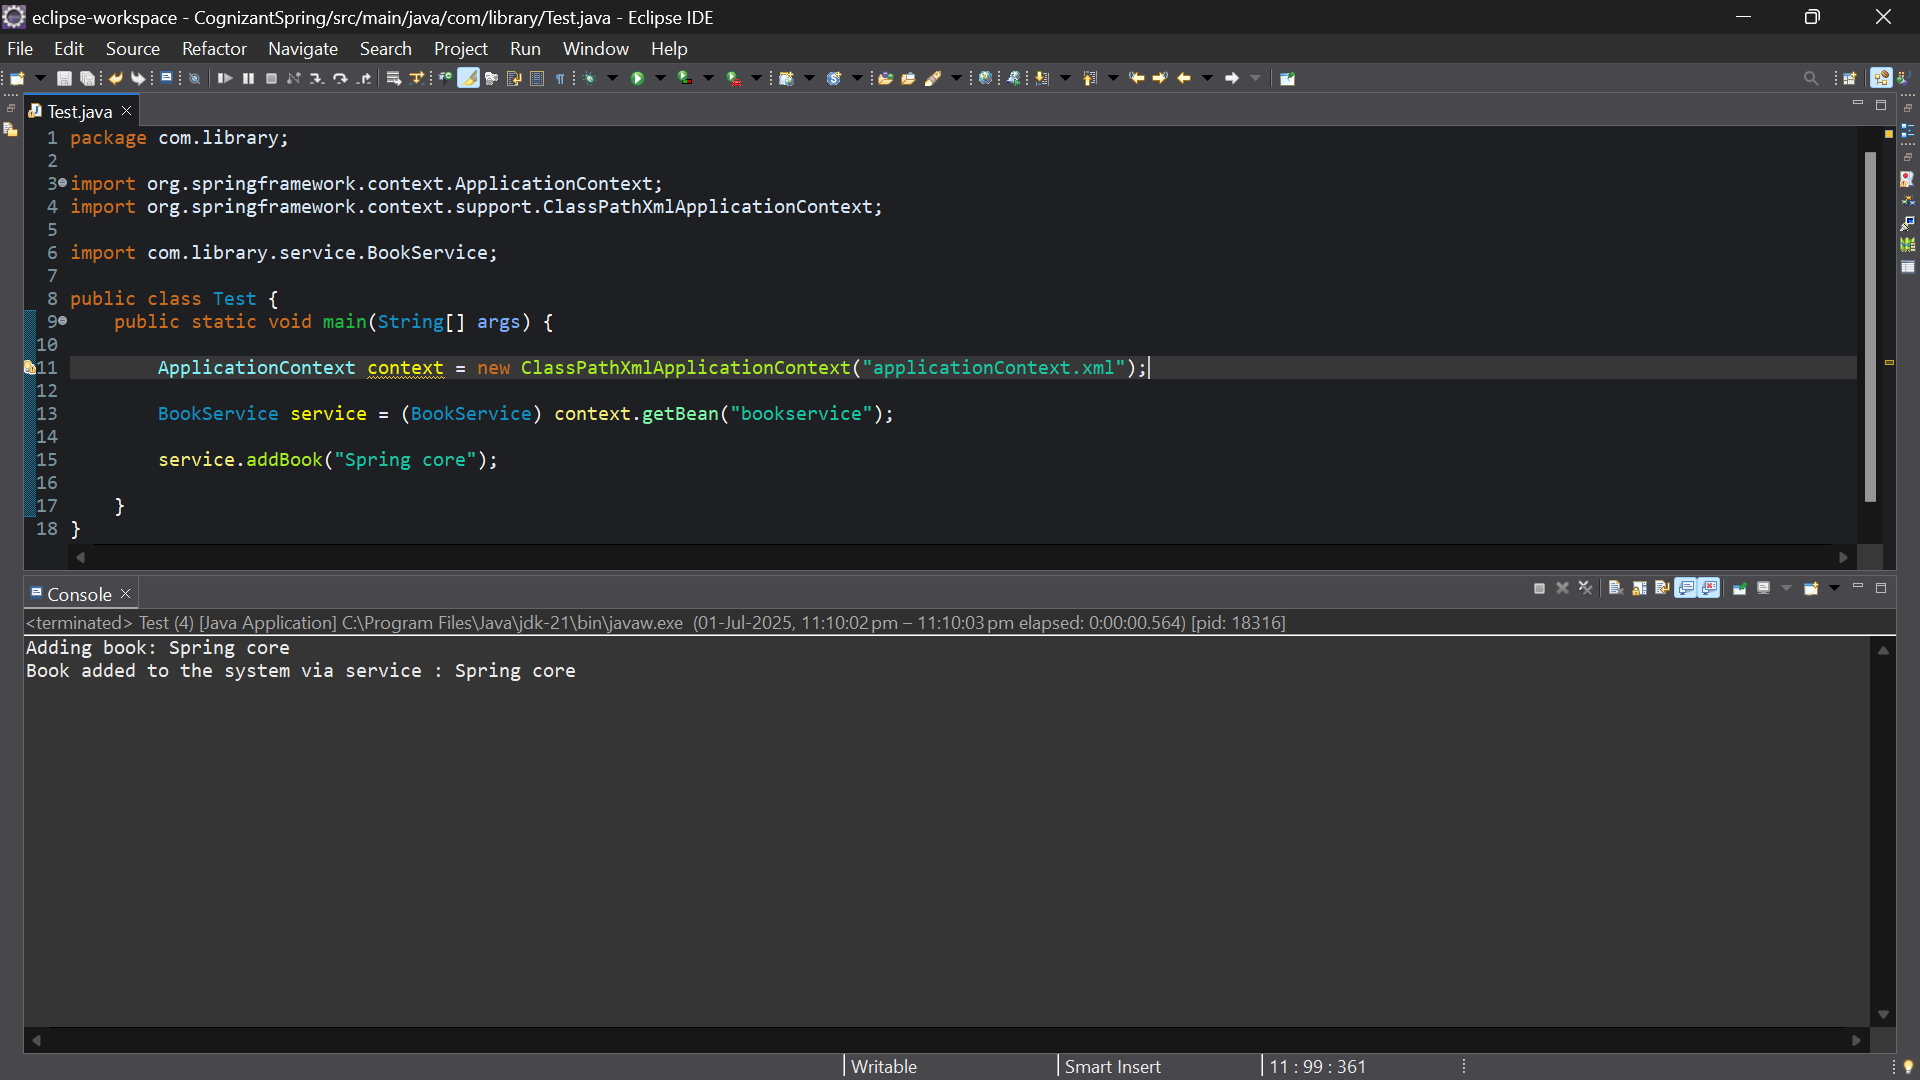 eclipse-workspace - CognizantSpring/src/main/java/com/library/Test.java - Eclipse IDE
File Edit Source Refactor Navigate Search Project Run Window Help
Test.java
1 package com.library;
2
3 import org.springframework.context.ApplicationContext;
4 import org.springframework.context.support.ClassPathXmlApplicationContext;
5
6 import com.library.service.BookService;
7
8 public class Test {
9     public static void main(String[] args) {
10
11         ApplicationContext context = new ClassPathXmlApplicationContext("applicationContext.xml");
12
13         BookService service = (BookService) context.getBean("bookservice");
14
15         service.addBook("Spring core");
16
17     }
18 }
Console
<terminated> Test (4) [Java Application] C:\Program Files\Java\jdk-21\bin\javaw.exe (01-Jul-2025, 11:10:02 pm – 11:10:03 pm elapsed: 0:00:00.564) [pid: 18316]
Adding book: Spring core
Book added to the system via service : Spring core
Writable Smart Insert 11 : 99 : 361